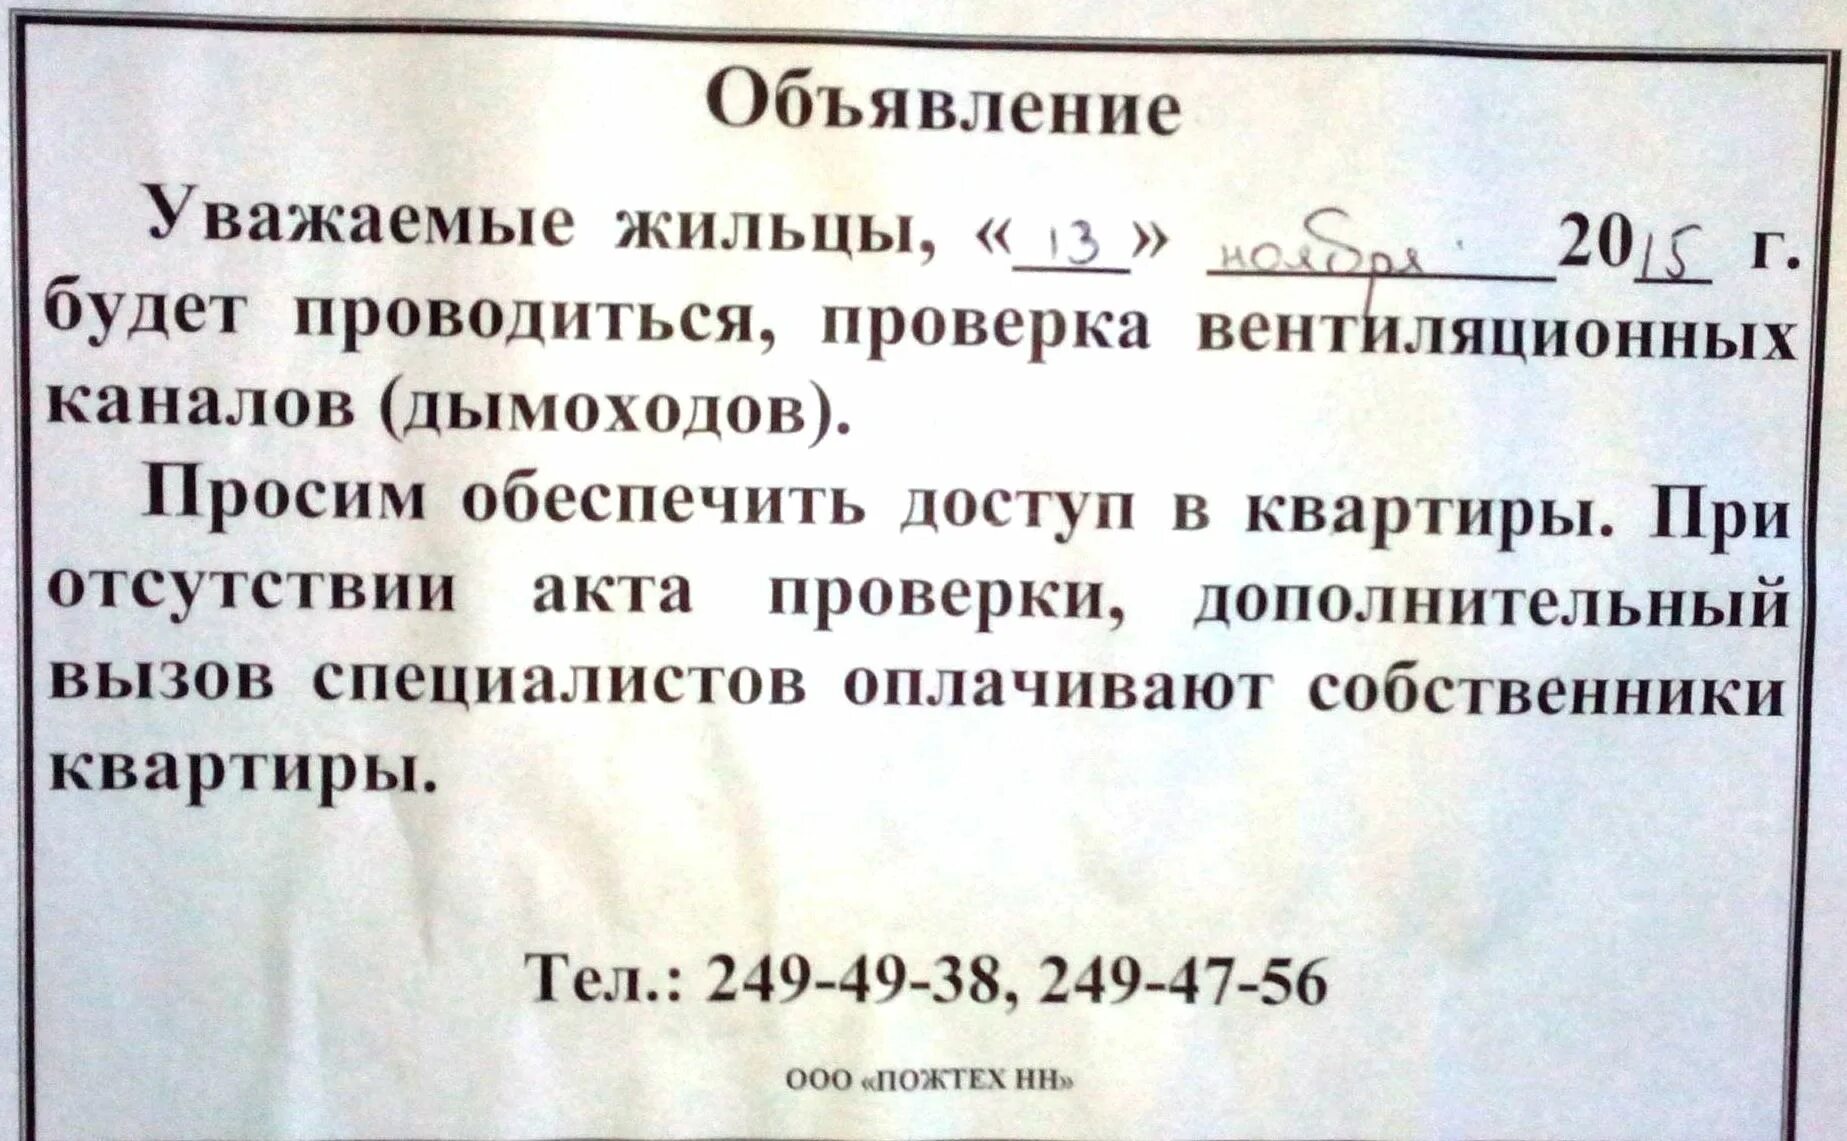 Объявление
Уважаемые жильцы, «13» ноября 2015 г.
будет проводиться, проверка вентиляционных
каналов (дымоходов).
Просим обеспечить доступ в квартиры. При
отсутствии акта проверки, дополнительный
вызов специалистов оплачивают собственники
квартиры.
Тел.: 249-49-38, 249-47-56
ООО «ПОЖТЕХ НН»